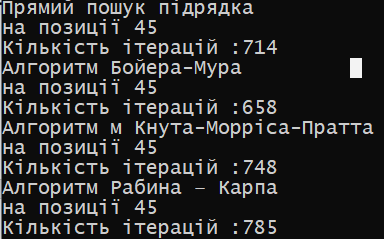 Прямий пошук підрядка
на позиції 45
Кількість ітерацій :714
Алгоритм Бойера-Мура
на позиції 45
Кількість ітерацій :658
Алгоритм м Кнута-Морріса-Пратта
на позиції 45
Кількість ітерацій :748
Алгоритм Рабина – Карпа
на позиції 45
Кількість ітерацій :785